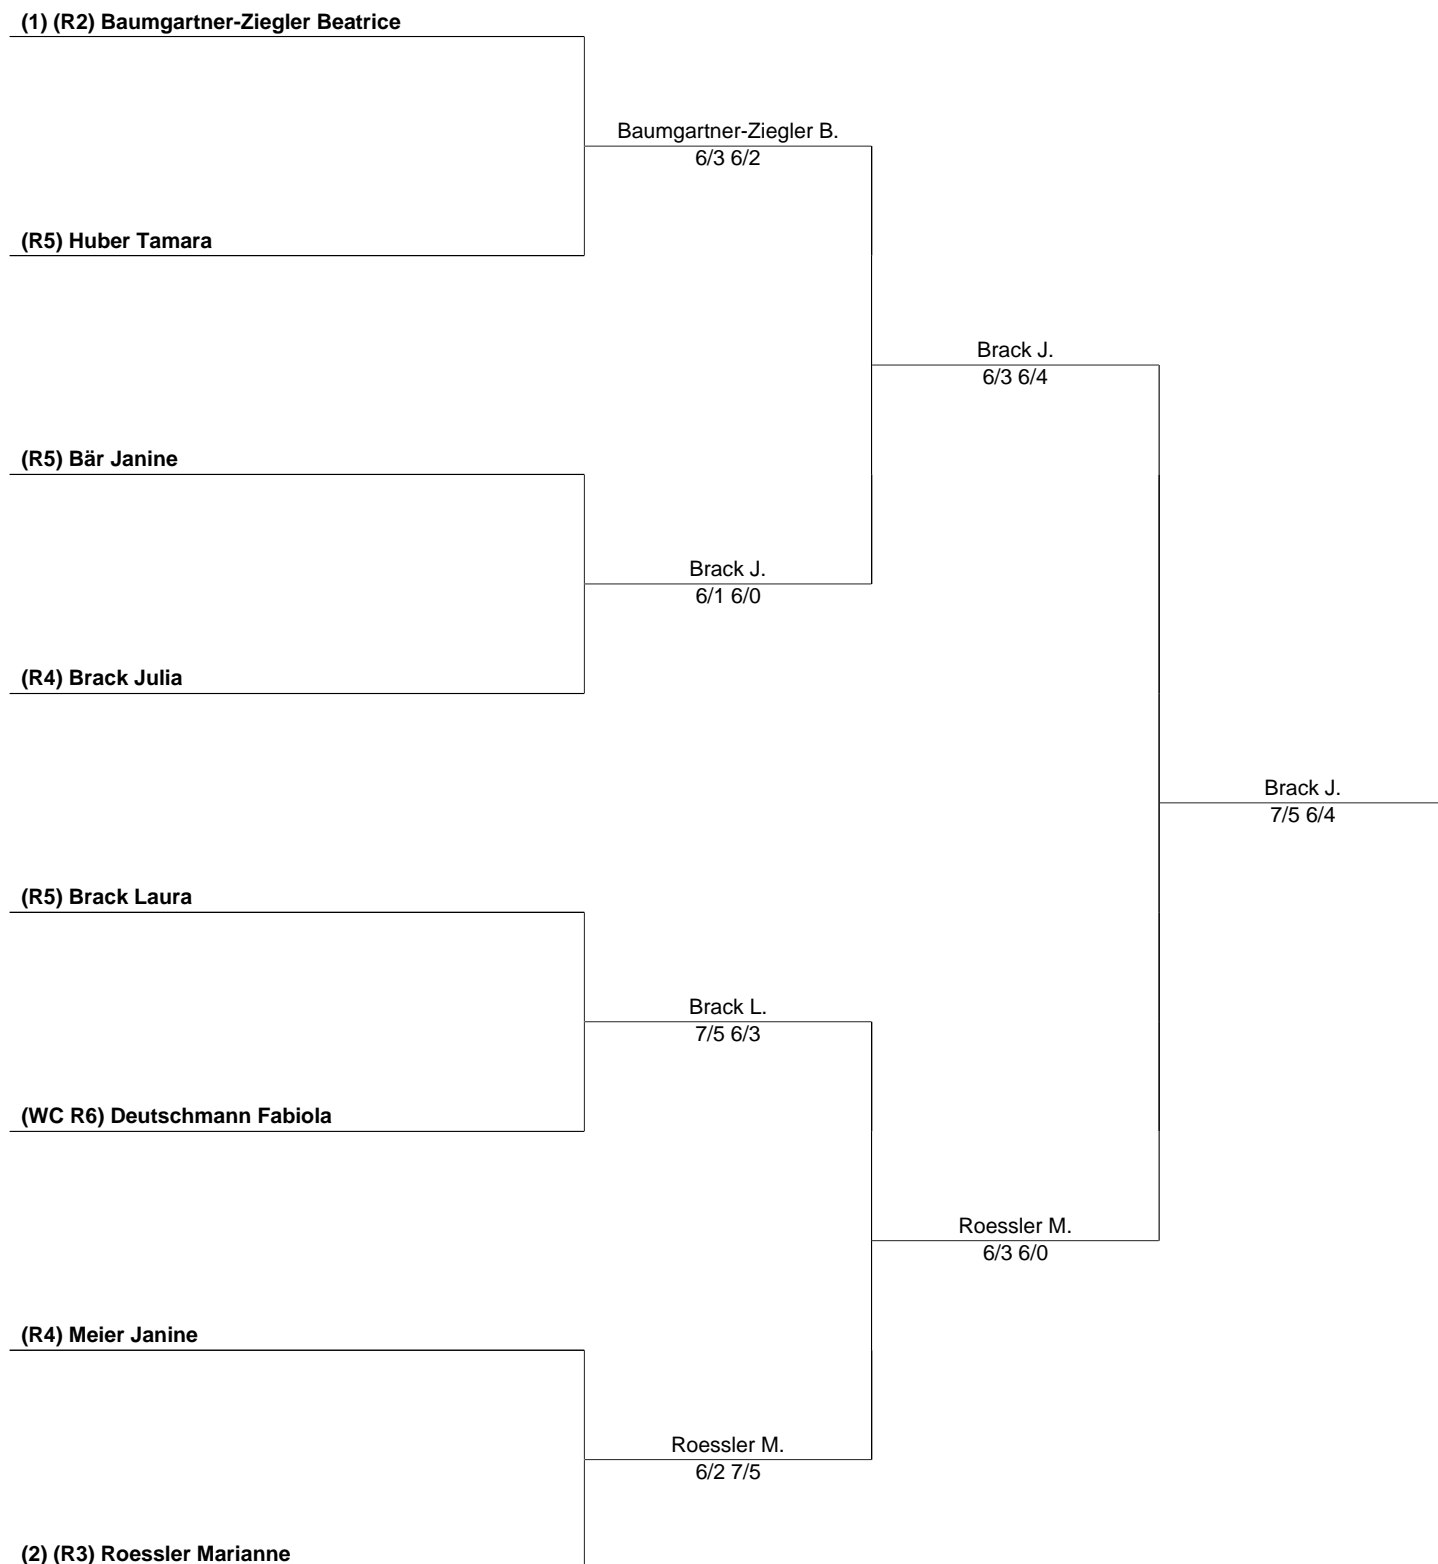 (1) (R2) Baumgartner-Ziegler Beatrice
Baumgartner-Ziegler B.
6/3 6/2
(R5) Huber Tamara
Brack J.
6/3 6/4
(R5) Bär Janine
Brack J.
6/1 6/0
(R4) Brack Julia
Brack J.
7/5 6/4
(R5) Brack Laura
Brack L.
7/5 6/3
(WC R6) Deutschmann Fabiola
Roessler M.
6/3 6/0
(R4) Meier Janine
Roessler M.
6/2 7/5
(2) (R3) Roessler Marianne